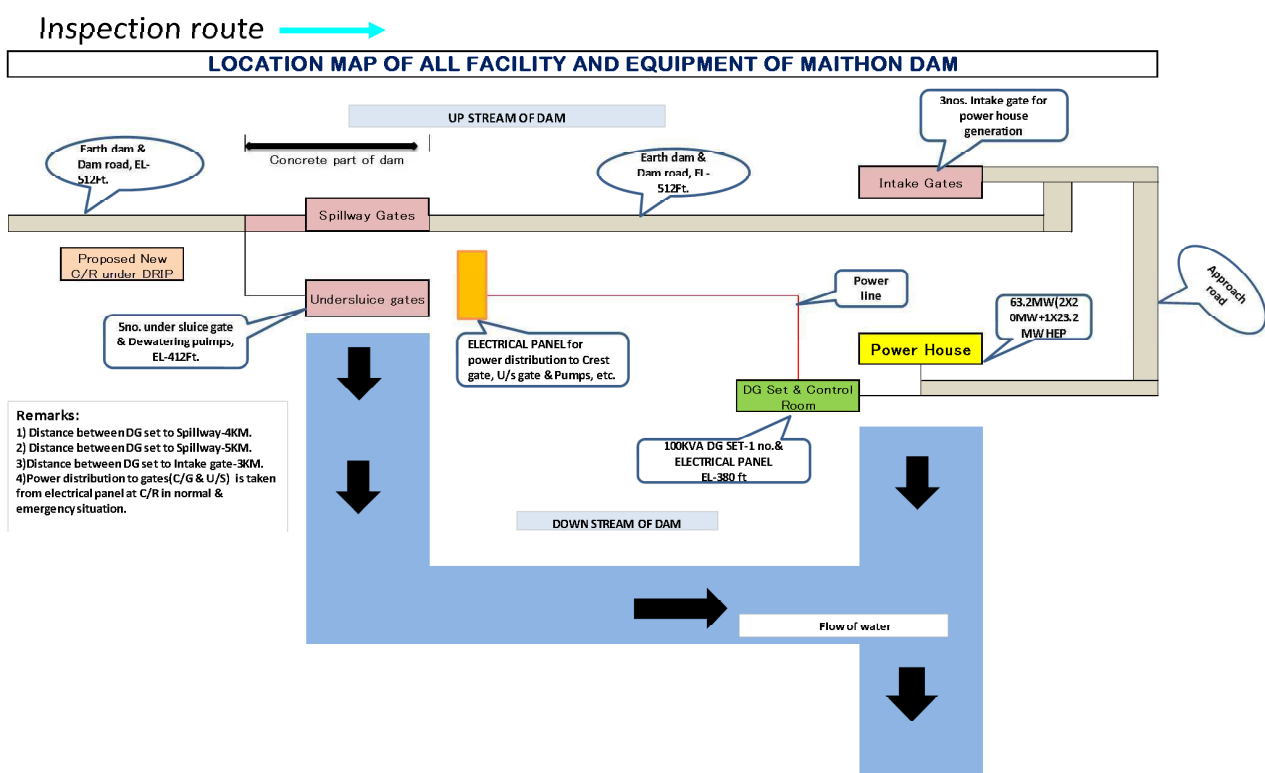 Inspection route
LOCATION MAP OF ALL FACILITY AND EQUIPMENT OF MAITHON DAM
3nos. Intake gate for
power house
generation
UP STREAM OF DAM
Earth dam &
Dam road, EL-
512Ft.
Concrete part of dam
Earth dam &
Dam road, EL-
512Ft.
Intake Gates
Spillway Gates
Proposed New
C/R under DRIP
Undersluice gates
Power
line
Approach
road
5no. under sluice gate
& Dewatering pulmps,
EL-412Ft.
ELECTRICAL PANEL for
power distribution to Crest
gate, U/s gate & Pumps, etc.
63.2MW(2X2
0MW+1X23.2
MW HEP
Power House
DG Set & Control
Room
Remarks:
1) Distance between DG set to Spillway-4KM.
2) Distance between DG set to Spillway-5KM.
3)Distance between DG set to Intake gate-3KM.
4)Power distribution to gates(C/G & U/S) is taken
from electrical panel at C/R in normal &
emergency situation.
100KVA DG SET-1 no.&
ELECTRICAL PANEL
EL-380 ft
DOWN STREAM OF DAM
Flow of water